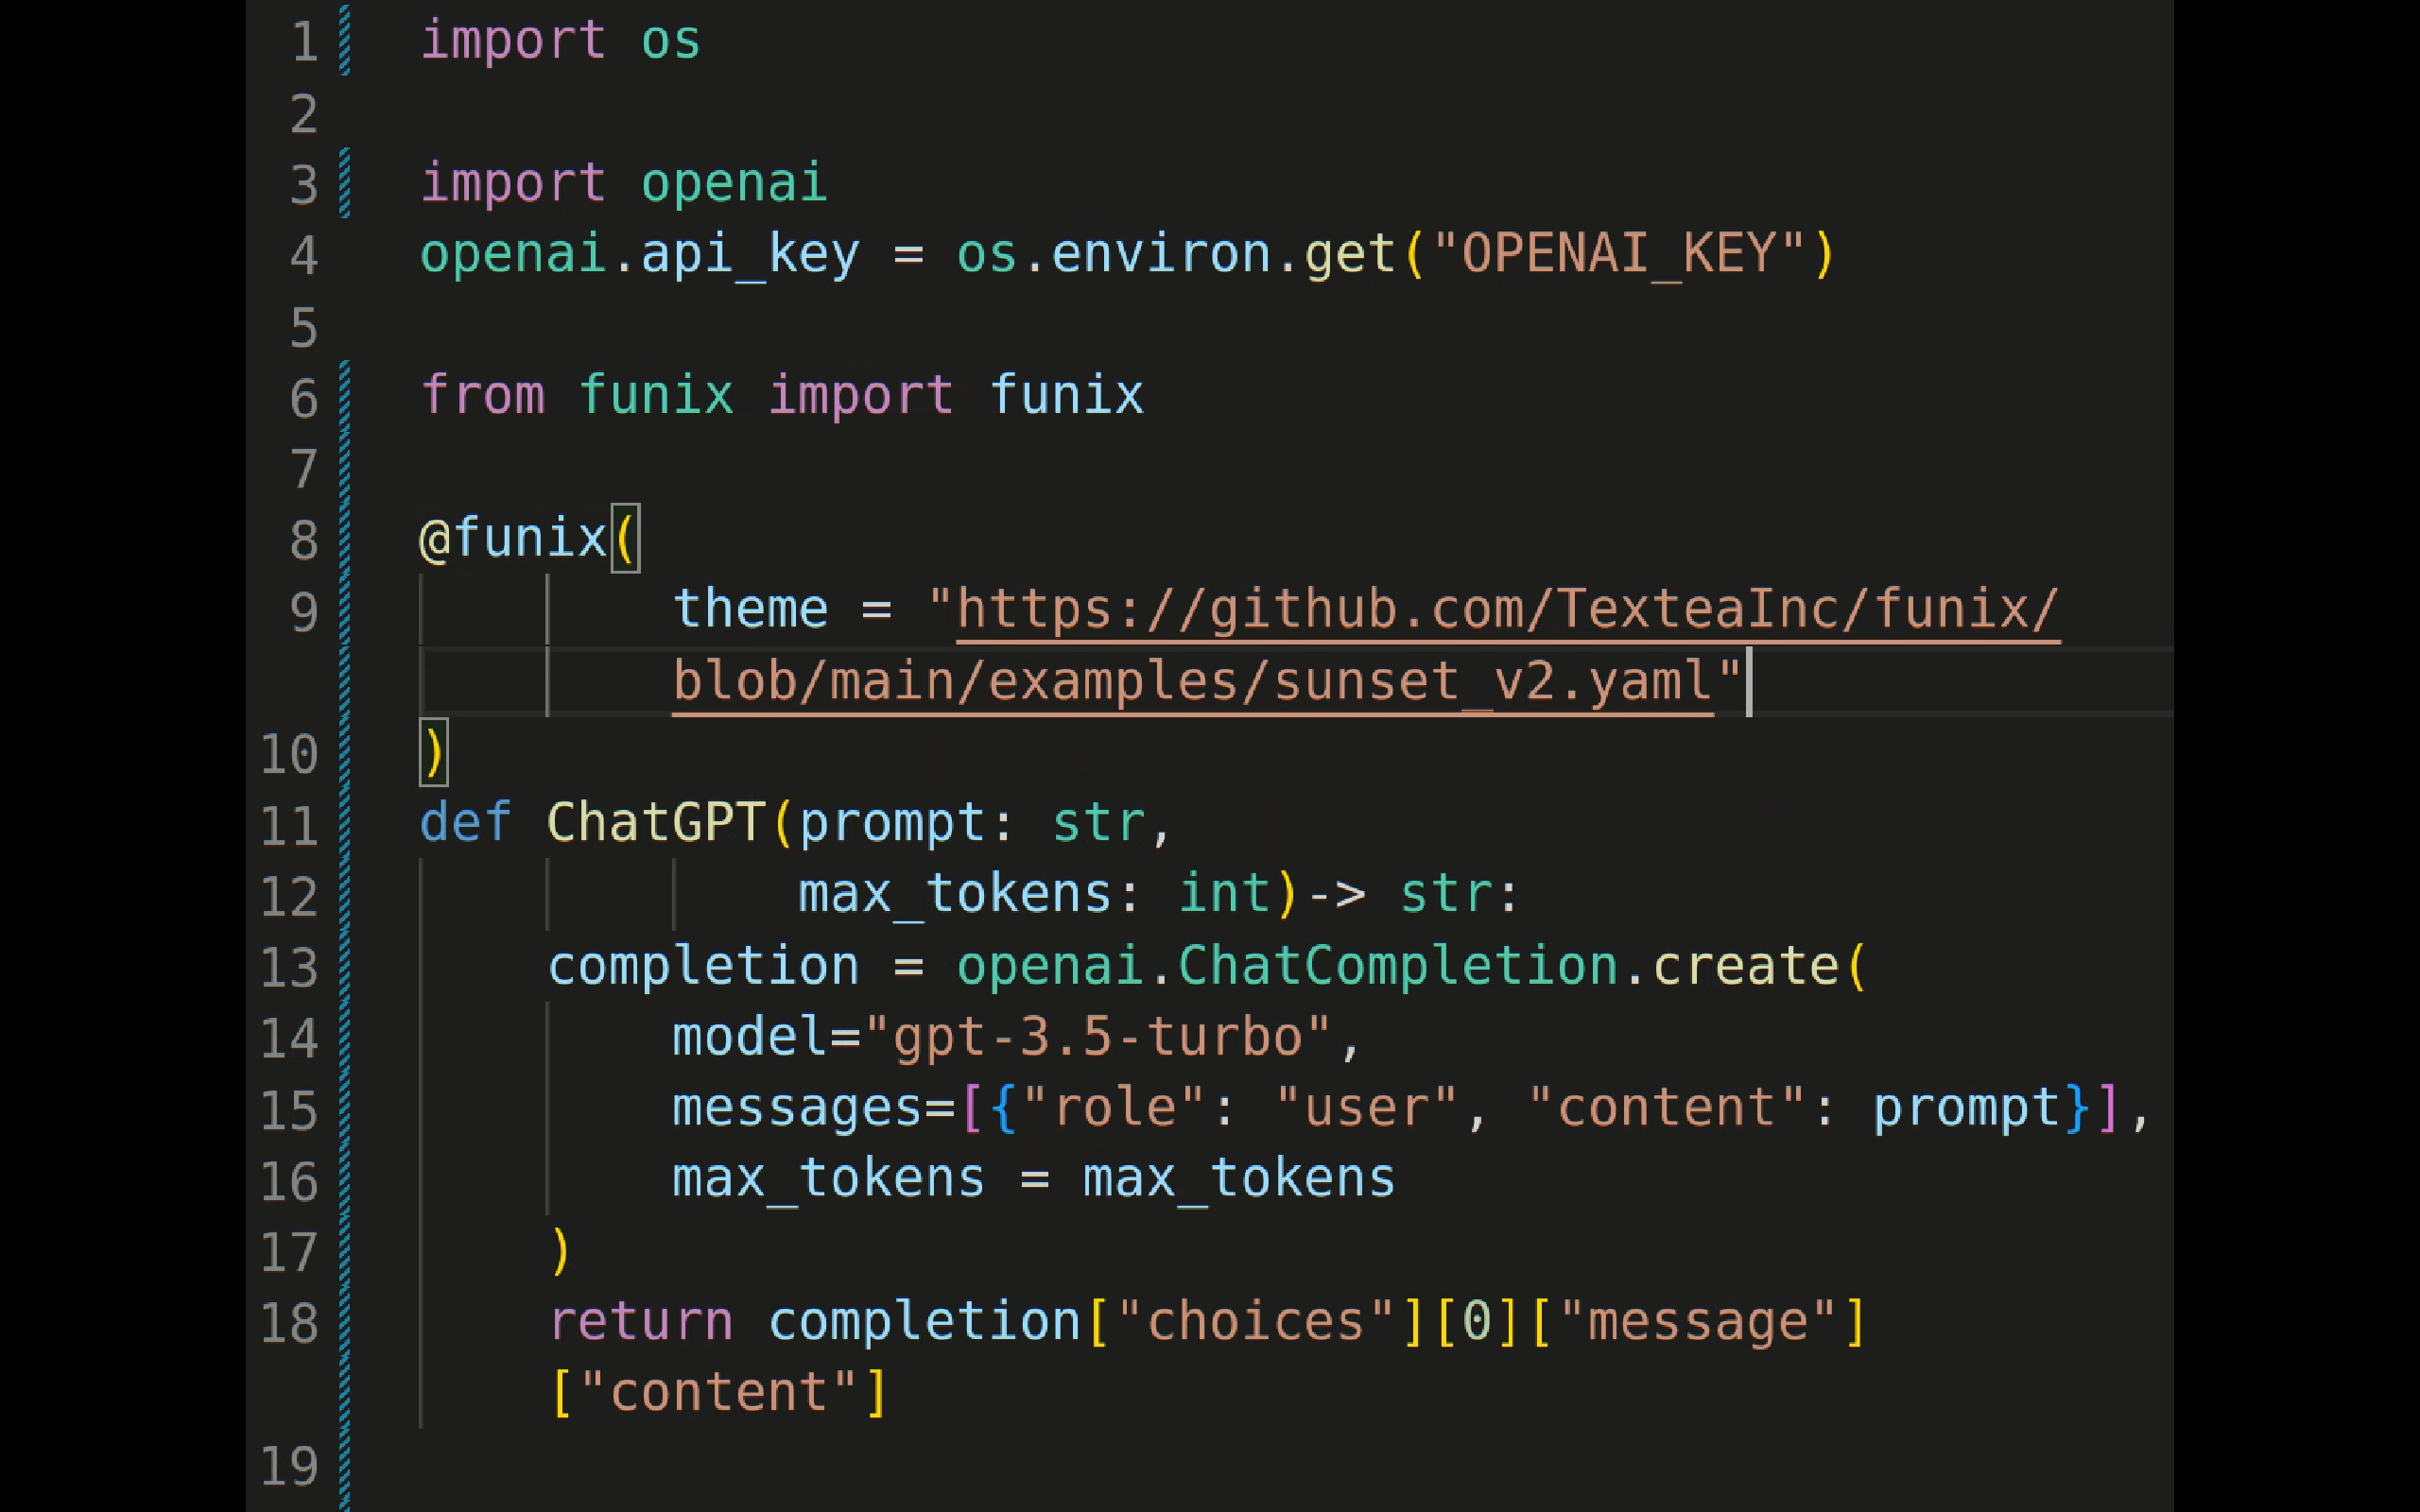 1 import os
2
3 import openai
4 openai.api_key = os.environ.get("OPENAI_KEY")
5
6 from funix import funix
7
8 @funix(
9 theme = "https://github.com/TexteaInc/funix/
blob/main/examples/sunset_v2.yaml"
10 )
11 def ChatGPT(prompt: str,
12 max_tokens: int)-> str:
13 completion = openai.ChatCompletion.create(
14 model="gpt-3.5-turbo",
15 messages=[{"role": "user", "content": prompt}],
16 max_tokens = max_tokens
17 )
18 return completion["choices"][0]["message"]
["content"]
19